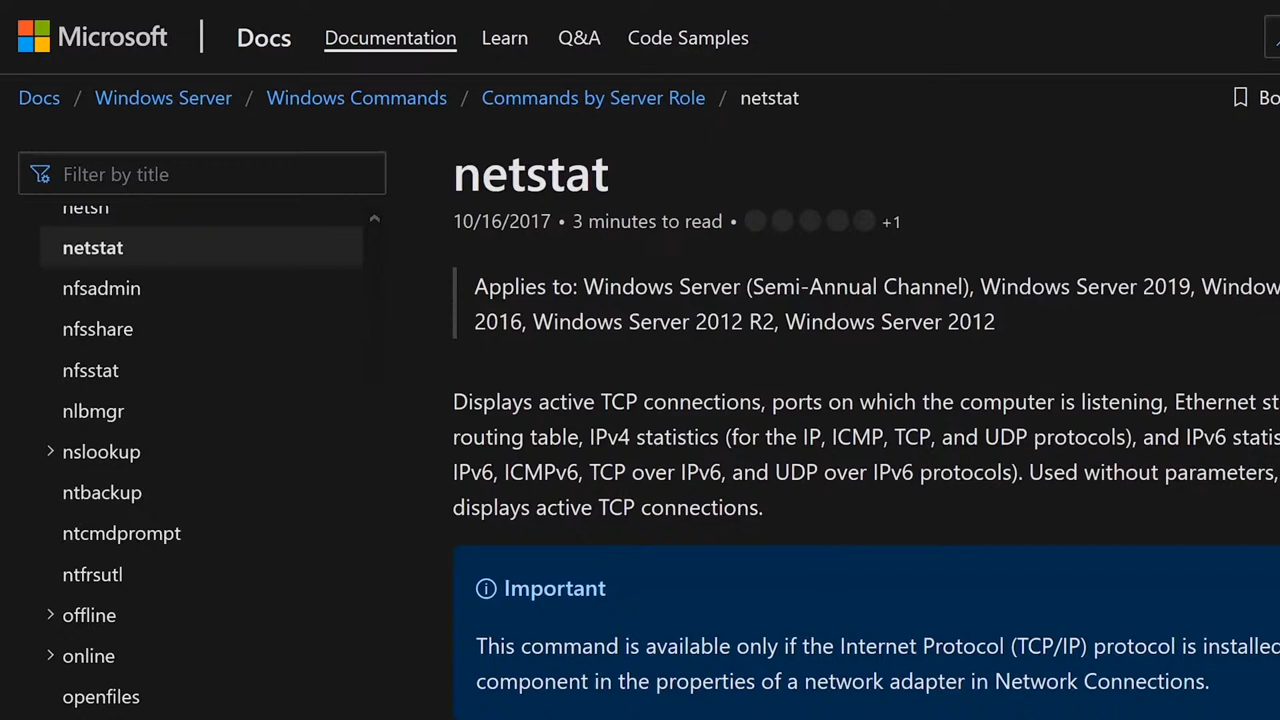 Microsoft Docs Documentation Learn Q&A Code Samples
Docs / Windows Server / Windows Commands / Commands by Server Role / netstat
Filter by title
netsh
netstat
nfsadmin
nfsshare
nfsstat
nlbmgr
nslookup
ntbackup
ntcmdprompt
ntfrsutl
offline
online
openfiles
netstat
10/16/2017 • 3 minutes to read • +1
Applies to: Windows Server (Semi-Annual Channel), Windows Server 2019,
2016, Windows Server 2012 R2, Windows Server 2012
Displays active TCP connections, ports on which the computer is listening, Ethernet
routing table, IPv4 statistics (for the IP, ICMP, TCP, and UDP protocols), and IPv6
IPv6, ICMPv6, TCP over IPv6, and UDP over IPv6 protocols). Used without parameters,
displays active TCP connections.
Important
This command is available only if the Internet Protocol (TCP/IP) protocol is installed
component in the properties of a network adapter in Network Connections.